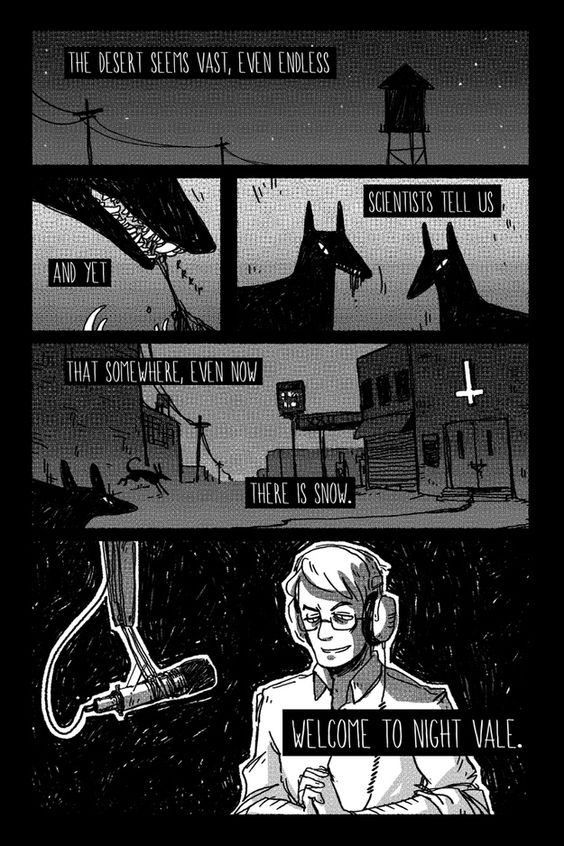 THE DESERT SEEMS VAST, EVEN ENDLESS
AND YET
SCIENTISTS TELL US
THAT SOMEWHERE, EVEN NOW
THERE IS SNOW.
WELCOME TO NIGHT VALE.